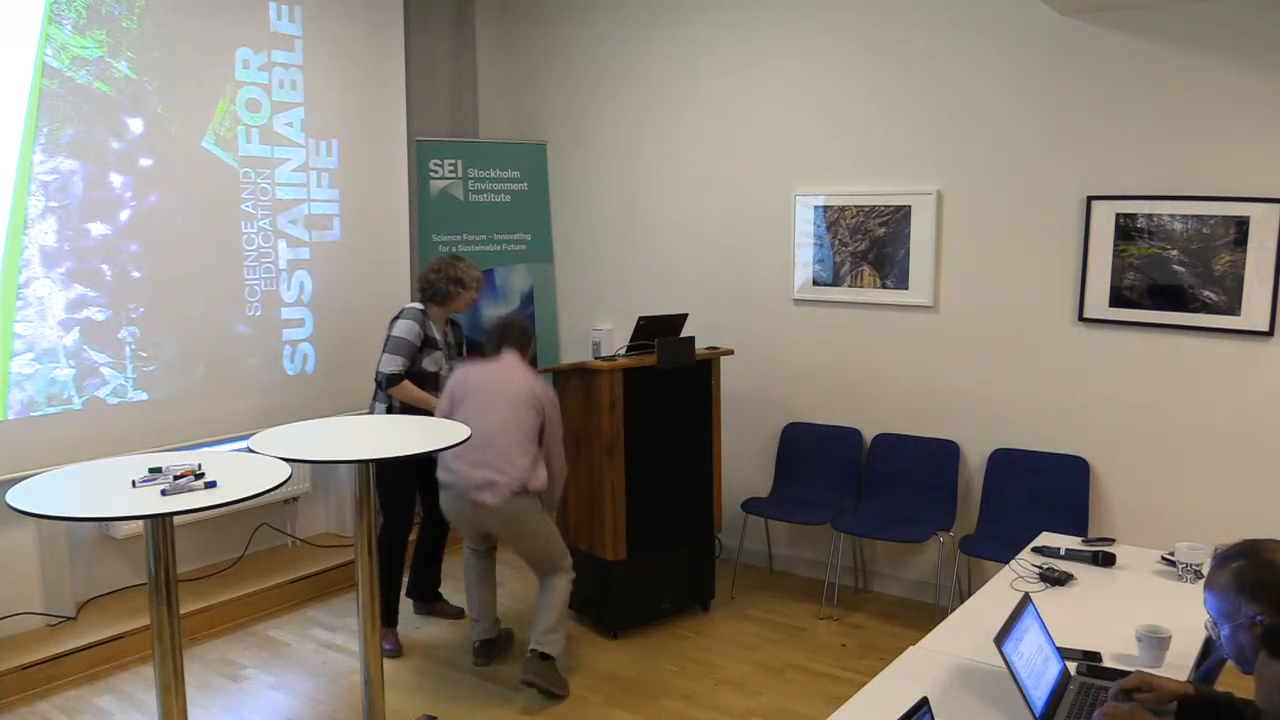 SCIENCE AND
EDUCATION FOR
SUSTAINABLE
LIFE
SEI Stockholm
Environment
Institute
Science Forum – Innovating
for a Sustainable Future